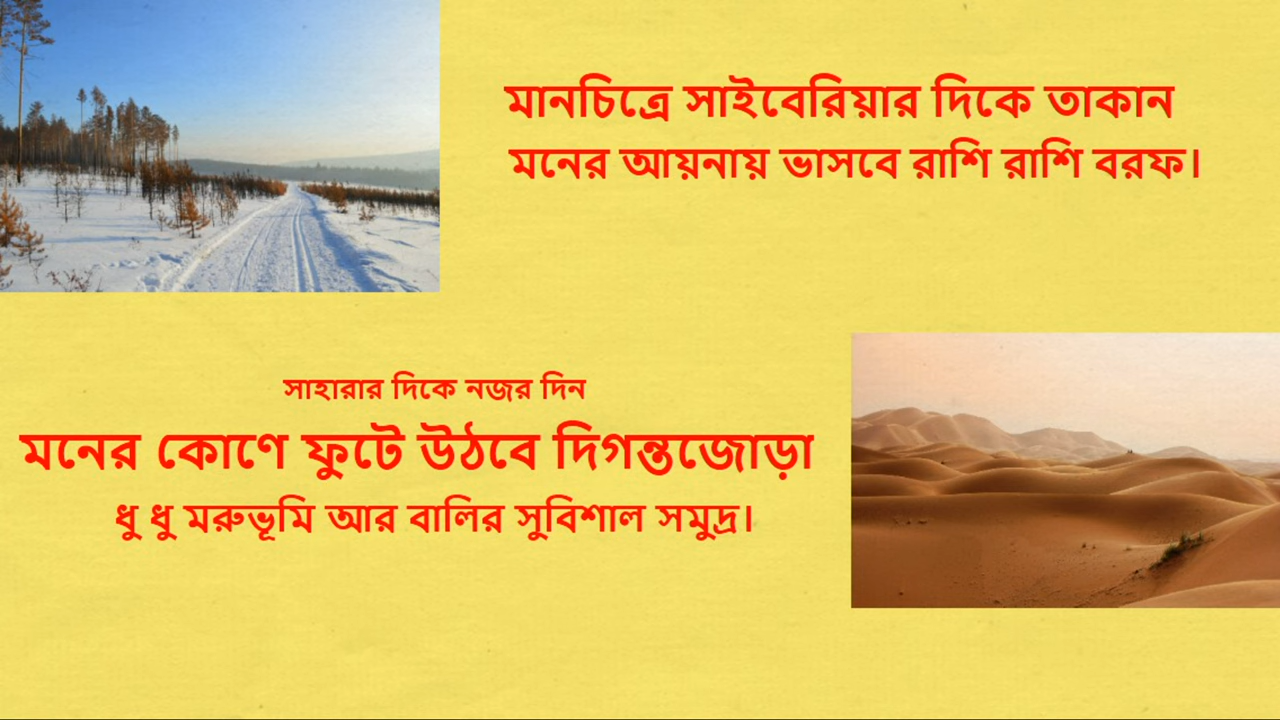 মানচিত্রে সাইবেরিয়ার দিকে তাকান
মনের আয়নায় ভাসবে রাশি রাশি বরফ।
সাহারার দিকে নজর দিন
মনের কোণে ফুটে উঠবে দিগন্তজোড়া
ধু ধু মরুভূমি আর বালির সুবিশাল সমুদ্র।